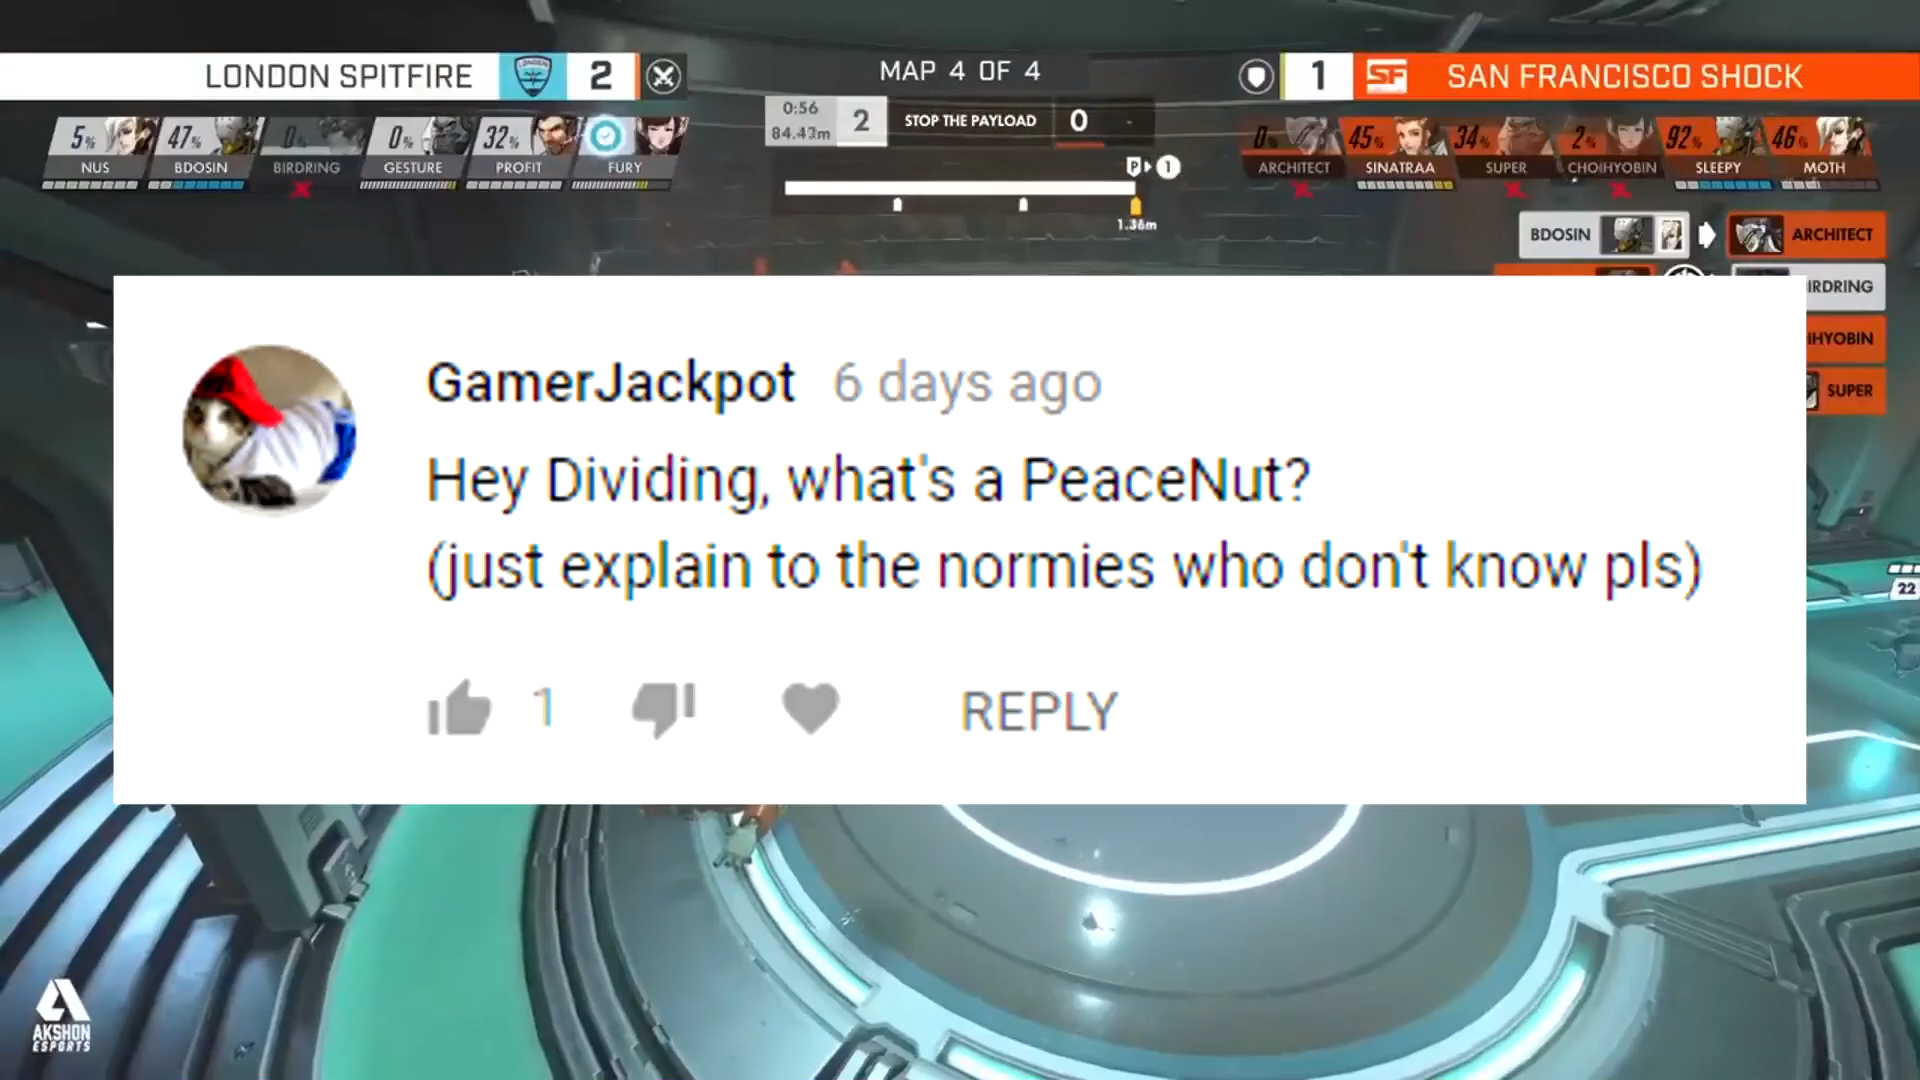 LONDON SPITFIRE 2
MAP 4 OF 4
1 SF SAN FRANCISCO SHOCK
0:56
84.43m
2 STOP THE PAYLOAD 0 -
P 1
1.36m
5% 47% 0% 0% 32%
NUS BDOSIN BIRDRING GESTURE PROFIT FURY
0% 45% 34% 2% 92% 46%
ARCHITECT SINATRAA SUPER CHOIHYOBIN SLEEPY MOTH
BDOSIN ARCHITECT
IRDRING
IHYOBIN
SUPER
GamerJackpot 6 days ago
Hey Dividing, what's a PeaceNut?
(just explain to the normies who don't know pls)
1 REPLY
22
AKSHON
ESPORTS